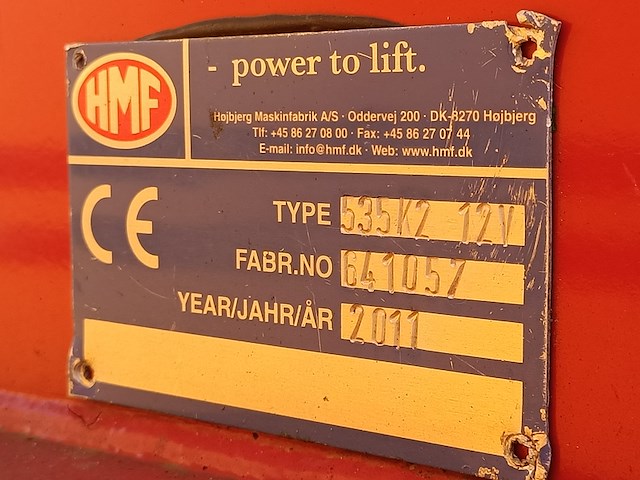 HMF
- power to lift.
Højbjerg Maskinfabrik A/S · Oddervej 200 · DK-8270 Højbjerg
Tlf: +45 86 27 08 00 · Fax: +45 86 27 07 44
E-mail: info@hmf.dk · Web: www.hmf.dk
CE
TYPE 535K2 12V
FABR.NO 641057
YEAR/JAHR/ÅR 2011